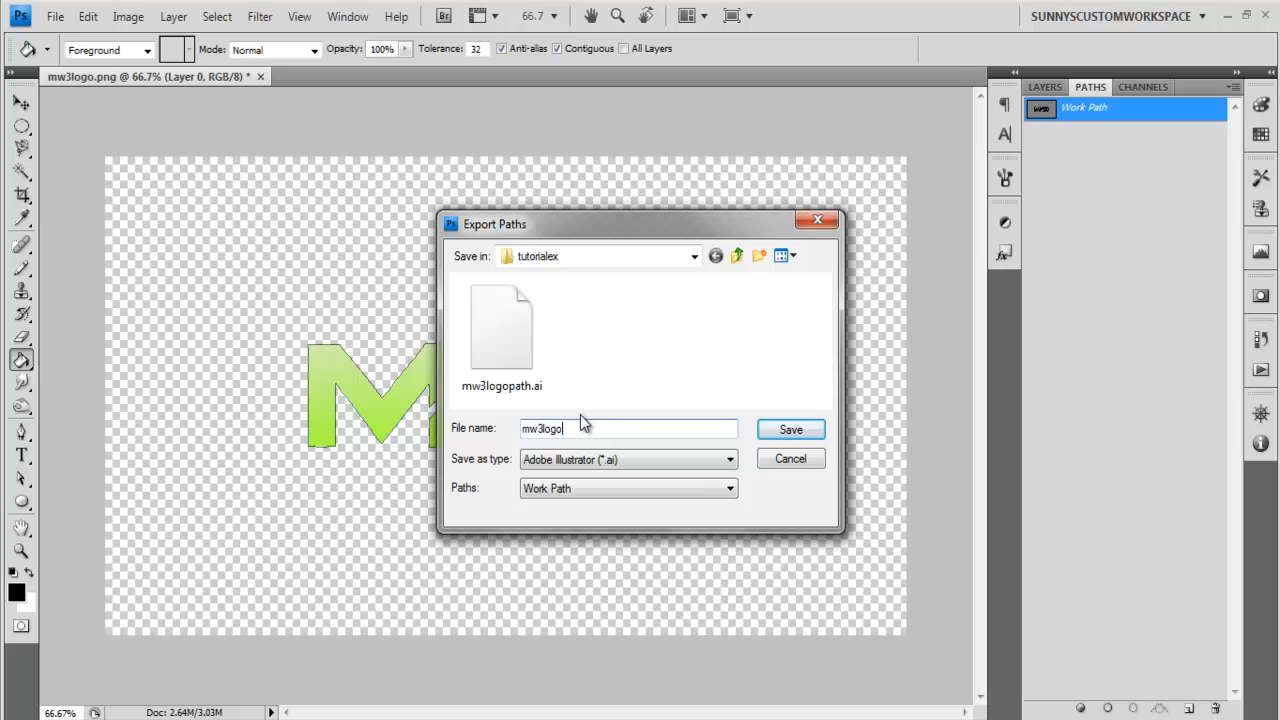 Ps File Edit Image Layer Select Filter View Window Help Br 66.7 SUNNYSCUSTOMWORKSPACE
Foreground Mode: Normal Opacity: 100% Tolerance: 32 Anti-alias Contiguous All Layers
mw3logo.png @ 66.7% (Layer 0, RGB/8) *
LAYERS PATHS CHANNELS
Work Path
Ps Export Paths
Save in: tutorialex
mw3logopath.ai
File name: mw3logo Save
Save as type: Adobe Illustrator (*.ai) Cancel
Paths: Work Path
M
66.67% Doc: 2.64M/3.03M